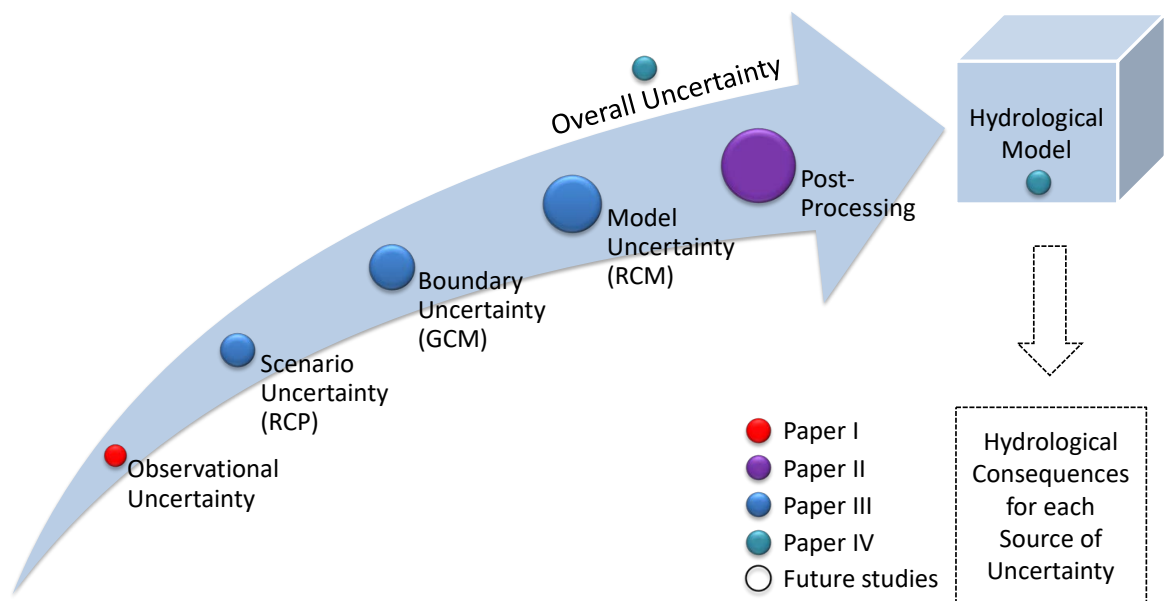 Overall Uncertainty
Hydrological
Model
Post-
Processing
Model
Uncertainty
(RCM)
Boundary
Uncertainty
(GCM)
Scenario
Uncertainty
(RCP)
Observational
Uncertainty
Paper I
Paper II
Paper III
Paper IV
Future studies
Hydrological
Consequences
for each
Source of
Uncertainty